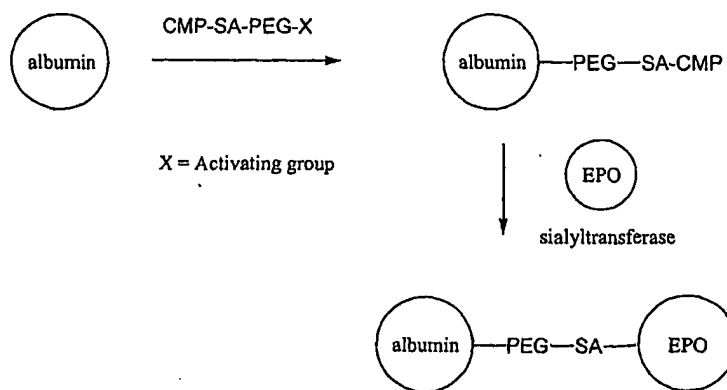 CMP-SA-PEG-X
albumin
albumin
PEG
SA-CMP
X = Activating group
EPO
sialyltransferase
albumin
PEG
SA
EPO